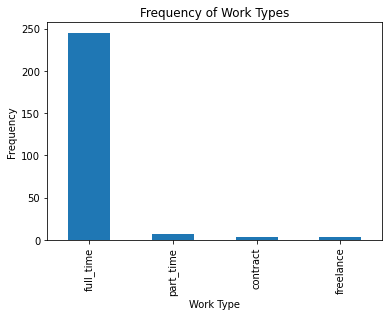 Frequency of Work Types
250
200
150
100
50
0
Frequency
full_time
part_time
contract
freelance
Work Type